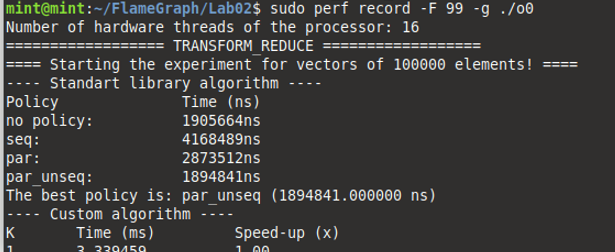 mint@mint:~/FlameGraph/Lab02$ sudo perf record -F 99 -g ./o0
Number of hardware threads of the processor: 16
================== TRANSFORM_REDUCE ==================
==== Starting the experiment for vectors of 100000 elements! ====
---- Standart library algorithm ----
Policy Time (ns)
no policy: 1905664ns
seq: 4168489ns
par: 2873512ns
par_unseq: 1894841ns
The best policy is: par_unseq (1894841.000000 ns)
---- Custom algorithm ----
K Time (ms) Speed-up (x)
1 3.339459 1.00